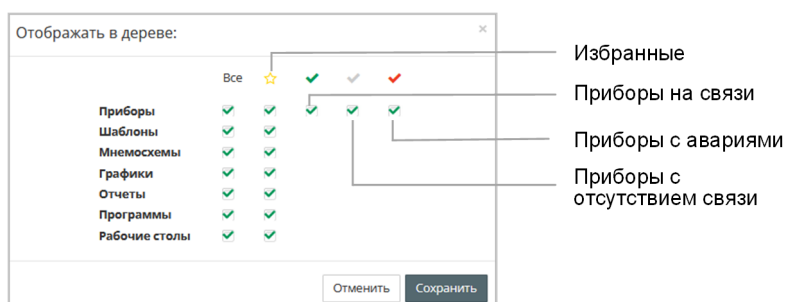 Отображать в дереве:
×
Все
Приборы
Шаблоны
Мнемосхемы
Графики
Отчеты
Программы
Рабочие столы
Отменить Сохранить
Избранные
Приборы на связи
Приборы с авариями
Приборы с
отсутствием связи